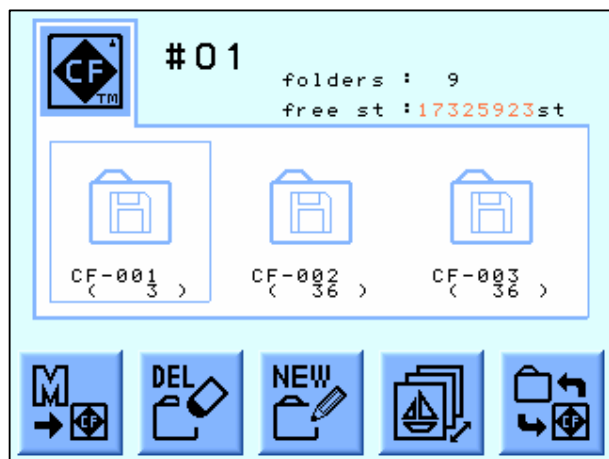 CF
TM
#01
folders : 9
free st :17325923st
CF-001
( 3 )
CF-002
( 36 )
CF-003
( 36 )
M
CF
DEL
NEW
CF